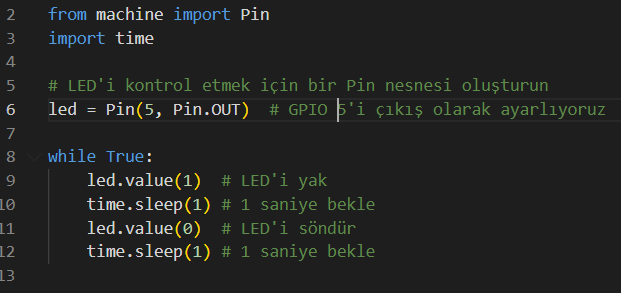 2 from machine import Pin
3 import time
4
5 # LED'i kontrol etmek için bir Pin nesnesi oluşturun
6 led = Pin(5, Pin.OUT)  # GPIO 5'i çıkış olarak ayarlıyoruz
7
8 while True:
9     led.value(1)  # LED'i yak
10     time.sleep(1) # 1 saniye bekle
11     led.value(0)  # LED'i söndür
12     time.sleep(1) # 1 saniye bekle
13